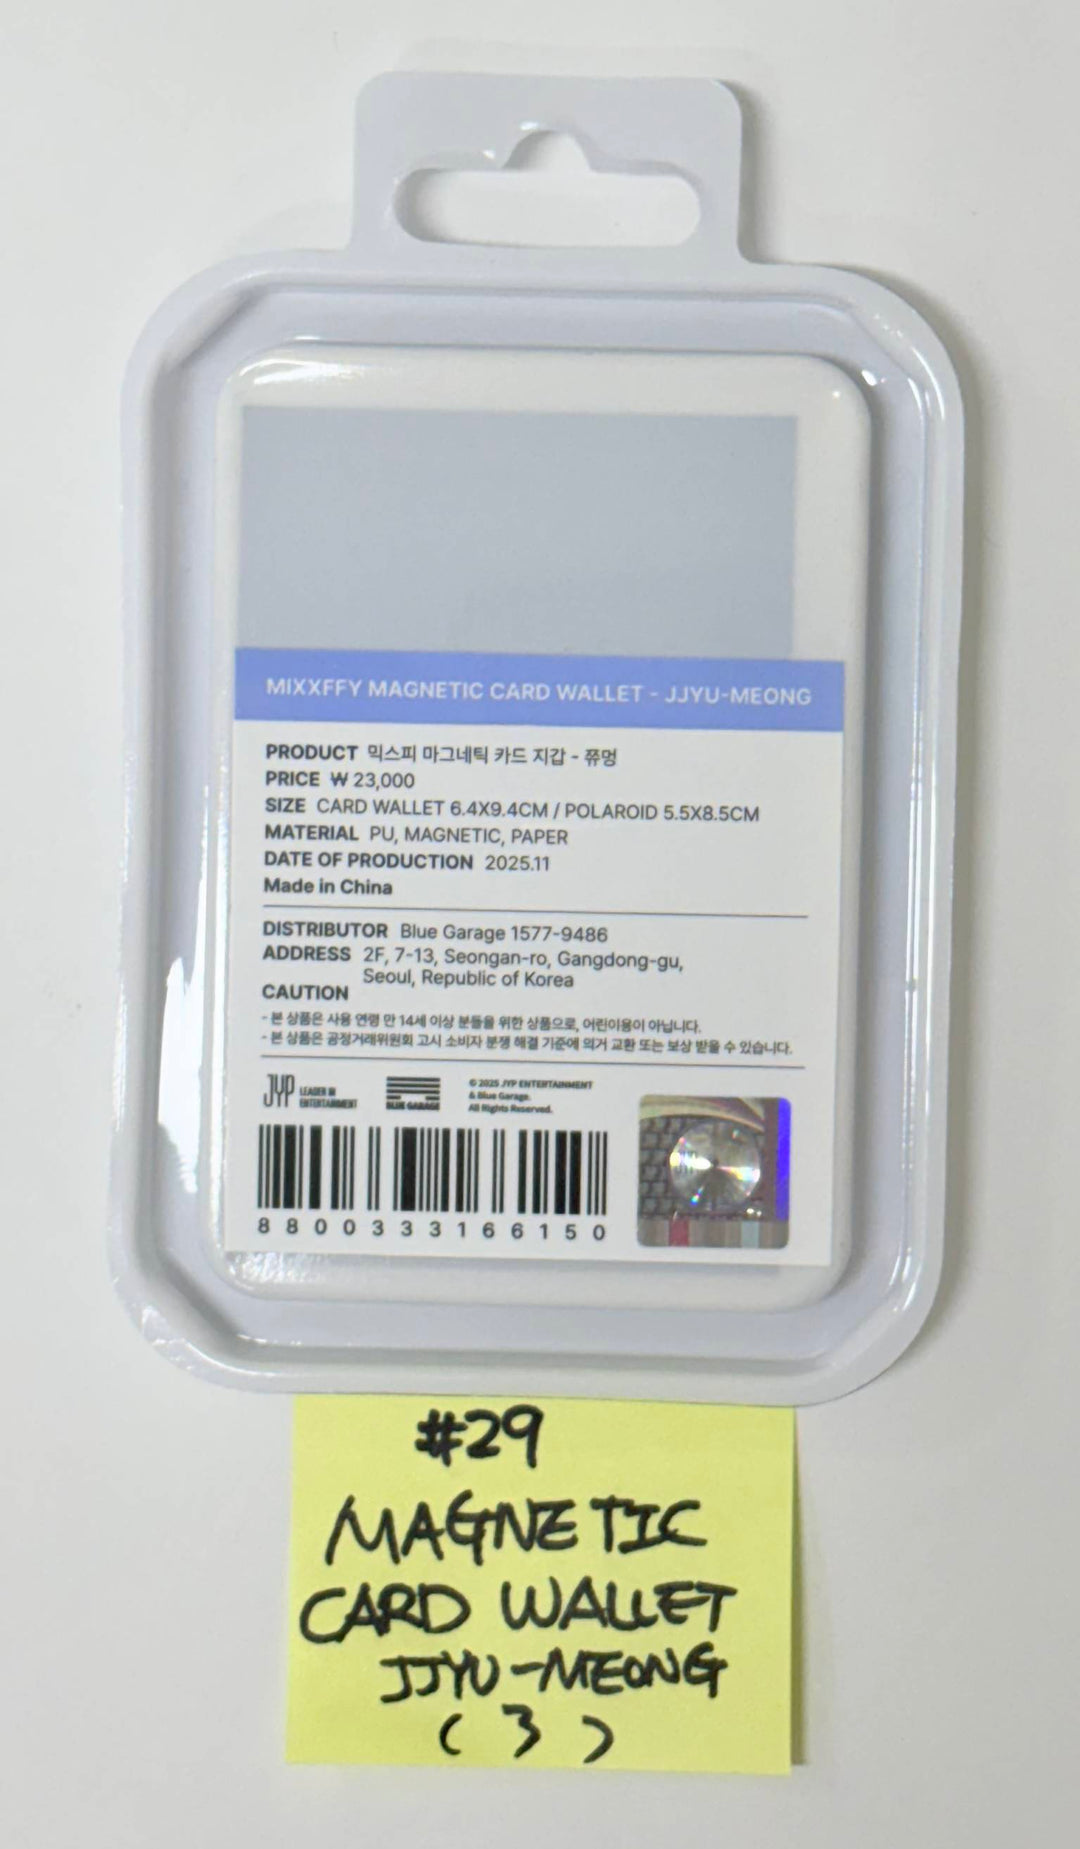 MIXXFFY MAGNETIC CARD WALLET - JJYU-MEONG
PRODUCT 믹스피 마그네틱 카드 지갑 - 쮸멍
PRICE ₩ 23,000
SIZE CARD WALLET 6.4X9.4CM / POLAROID 5.5X8.5CM
MATERIAL PU, MAGNETIC, PAPER
DATE OF PRODUCTION 2025.11
Made in China
DISTRIBUTOR Blue Garage 1577-9486
ADDRESS 2F, 7-13, Seongan-ro, Gangdong-gu,
Seoul, Republic of Korea
CAUTION
- 본 상품은 사용 연령 만 14세 이상 분들을 위한 상품으로, 어린이용이 아닙니다.
- 본 상품은 공정거래위원회 고시 소비자 분쟁 해결 기준에 의거 교환 또는 보상 받을 수 있습니다.
JYP LEADER IN
ENTERTAINMENT
BLUE GARAGE
© 2025 JYP ENTERTAINMENT
& Blue Garage.
All Rights Reserved.
8800333166150
#29
MAGNETIC
CARD WALLET
JJYU-MEONG
(3)